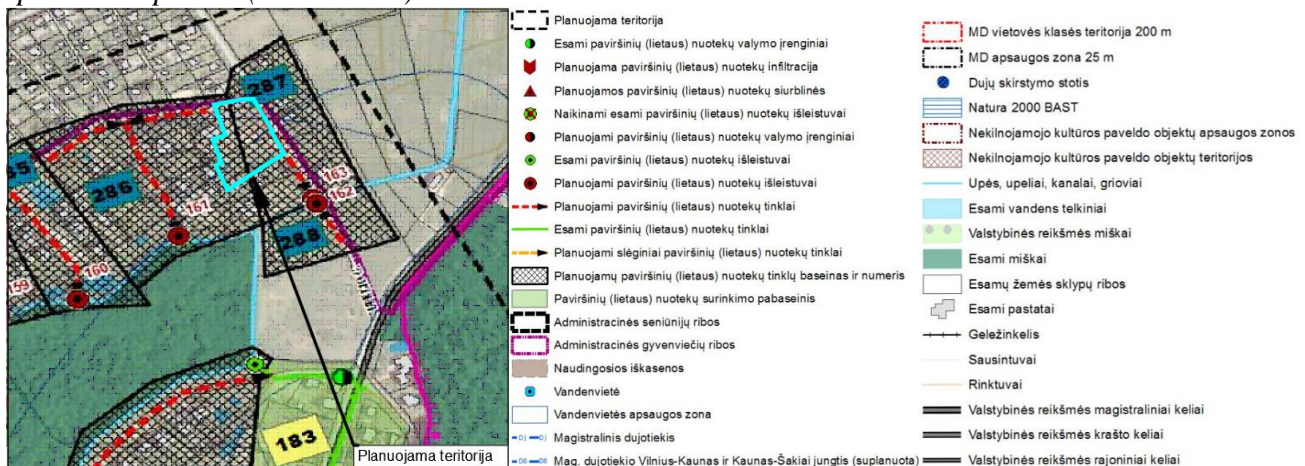 287
286
163
162
161
288
160
159
183
Planuojama teritorija
Planuojama teritorija
Esami paviršinių (lietaus) nuotekų valymo įrenginiai
Planuojama paviršinių (lietaus) nuotekų infiltracija
Planuojamos paviršinių (lietaus) nuotekų siurblinės
Naikinami esami paviršinių (lietaus) nuotekų išleistuvai
Planuojami paviršinių (lietaus) nuotekų valymo įrenginiai
Esami paviršinių (lietaus) nuotekų išleistuvai
Planuojami paviršinių (lietaus) nuotekų išleistuvai
Planuojami paviršinių (lietaus) nuotekų tinklai
Esami paviršinių (lietaus) nuotekų tinklai
Planuojami slėginiai paviršinių (lietaus) nuotekų tinklai
Planuojamų paviršinių (lietaus) nuotekų tinklų baseinas ir numeris
Paviršinių (lietaus) nuotekų surinkimo pabaseinis
Administracinės seniūnijų ribos
Administracinės gyvenviečių ribos
Naudingosios iškasenos
Vandenvietė
Vandenvietės apsaugos zona
Magistralinis dujotiekis
Mag. dujotiekio Vilnius-Kaunas ir Kaunas-Šakiai jungtis (suplanuota)
MD vietovės klasės teritorija 200 m
MD apsaugos zona 25 m
Dujų skirstymo stotis
Natura 2000 BAST
Nekilnojamojo kultūros paveldo objektų apsaugos zonos
Nekilnojamojo kultūros paveldo objektų teritorijos
Upės, upeliai, kanalai, grioviai
Esami vandens telkiniai
Valstybinės reikšmės miškai
Esami miškai
Esamų žemės sklypų ribos
Esami pastatai
Geležinkelis
Sausintuvai
Rinktuvai
Valstybinės reikšmės magistraliniai keliai
Valstybinės reikšmės krašto keliai
Valstybinės reikšmės rajoniniai keliai